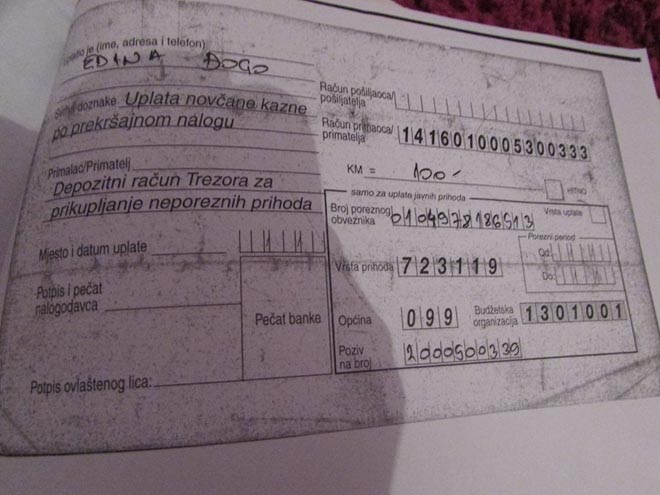 Uplatio je (ime, adresa i telefon)
EDINA ĐOGO
Svrha doznake Uplata novčane kazne
po prekršajnom nalogu
Primalac/Primatelj
Depozitni račun Trezora za
prikupljanje neporeznih prihoda
Mjesto i datum uplate
Potpis i pečat
nalogodavca
Pečat banke
Potpis ovlaštenog lica:
Račun pošiljaoca/
pošiljatelja
Račun primaoca/
primatelja 1416010005300333
KM = 100-
HITNO
samo za uplate javnih prihoda
Broj poreznog
obveznika 0104978186513
Vrsta uplate
Porezni period
Vrsta prihoda 723119
Od:
Do:
Općina 099
Budžetska
organizacija 1301001
Poziv
na broj 2000500339